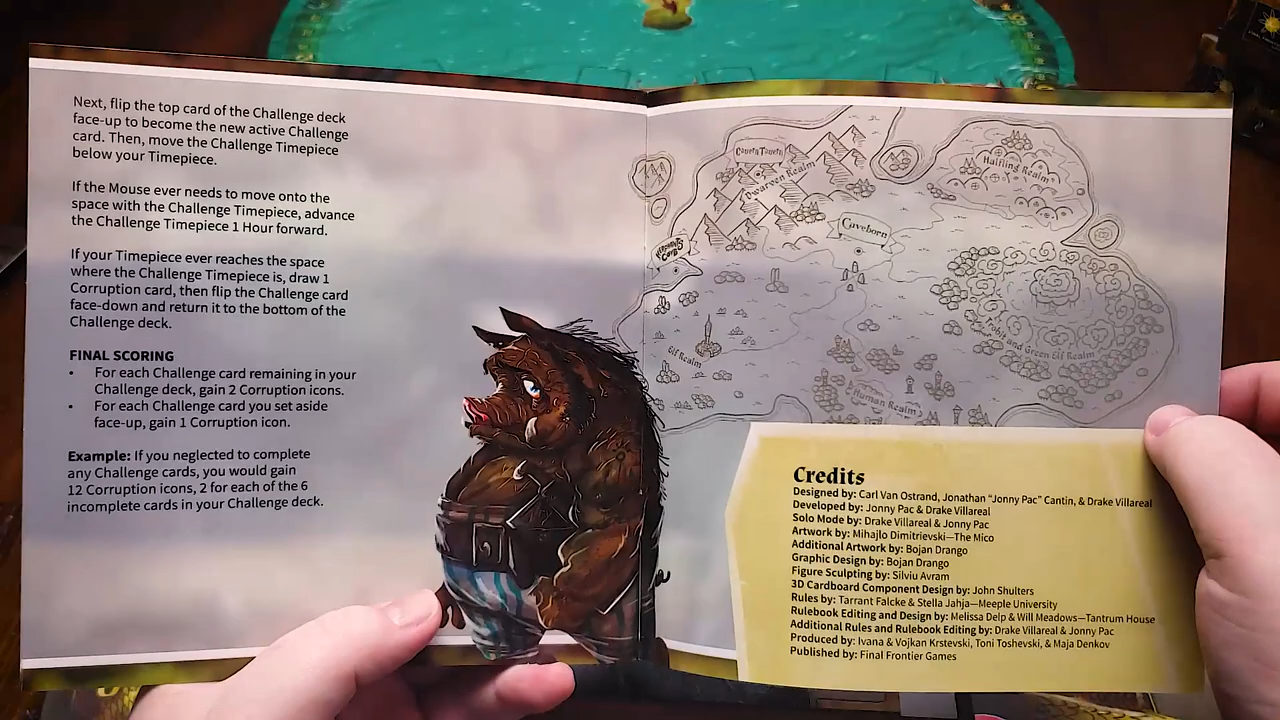 Next, flip the top card of the Challenge deck
face-up to become the new active Challenge
card. Then, move the Challenge Timepiece
below your Timepiece.
If the Mouse ever needs to move onto the
space with the Challenge Timepiece, advance
the Challenge Timepiece 1 Hour forward.
If your Timepiece ever reaches the space
where the Challenge Timepiece is, draw 1
Corruption card, then flip the Challenge card
face-down and return it to the bottom of the
Challenge deck.
FINAL SCORING
• For each Challenge card remaining in your
Challenge deck, gain 2 Corruption icons.
• For each Challenge card you set aside
face-up, gain 1 Corruption icon.
Example: If you neglected to complete
any Challenge cards, you would gain
12 Corruption icons, 2 for each of the 6
incomplete cards in your Challenge deck.
Dwarven Realm
Halfling Realm
Caveborn
Elf Realm
and Green Elf Realm
Human Realm
Credits
Designed by: Carl Van Ostrand, Jonathan “Jonny Pac” Cantin, & Drake Villareal
Developed by: Jonny Pac & Drake Villareal
Solo Mode by: Drake Villareal & Jonny Pac
Artwork by: Mihajlo Dimitrievski—The Mico
Additional Artwork by: Bojan Drango
Graphic Design by: Bojan Drango
Figure Sculpting by: Silviu Avram
3D Cardboard Component Design by: John Shulters
Rules by: Tarrant Falcke & Stella Jahja—Meeple University
Rulebook Editing and Design by: Melissa Delp & Will Meadows—Tantrum House
Additional Rules and Rulebook Editing by: Drake Villareal & Jonny Pac
Produced by: Ivana & Vojkan Krstevski, Toni Toshevski, & Maja Denkov
Published by: Final Frontier Games